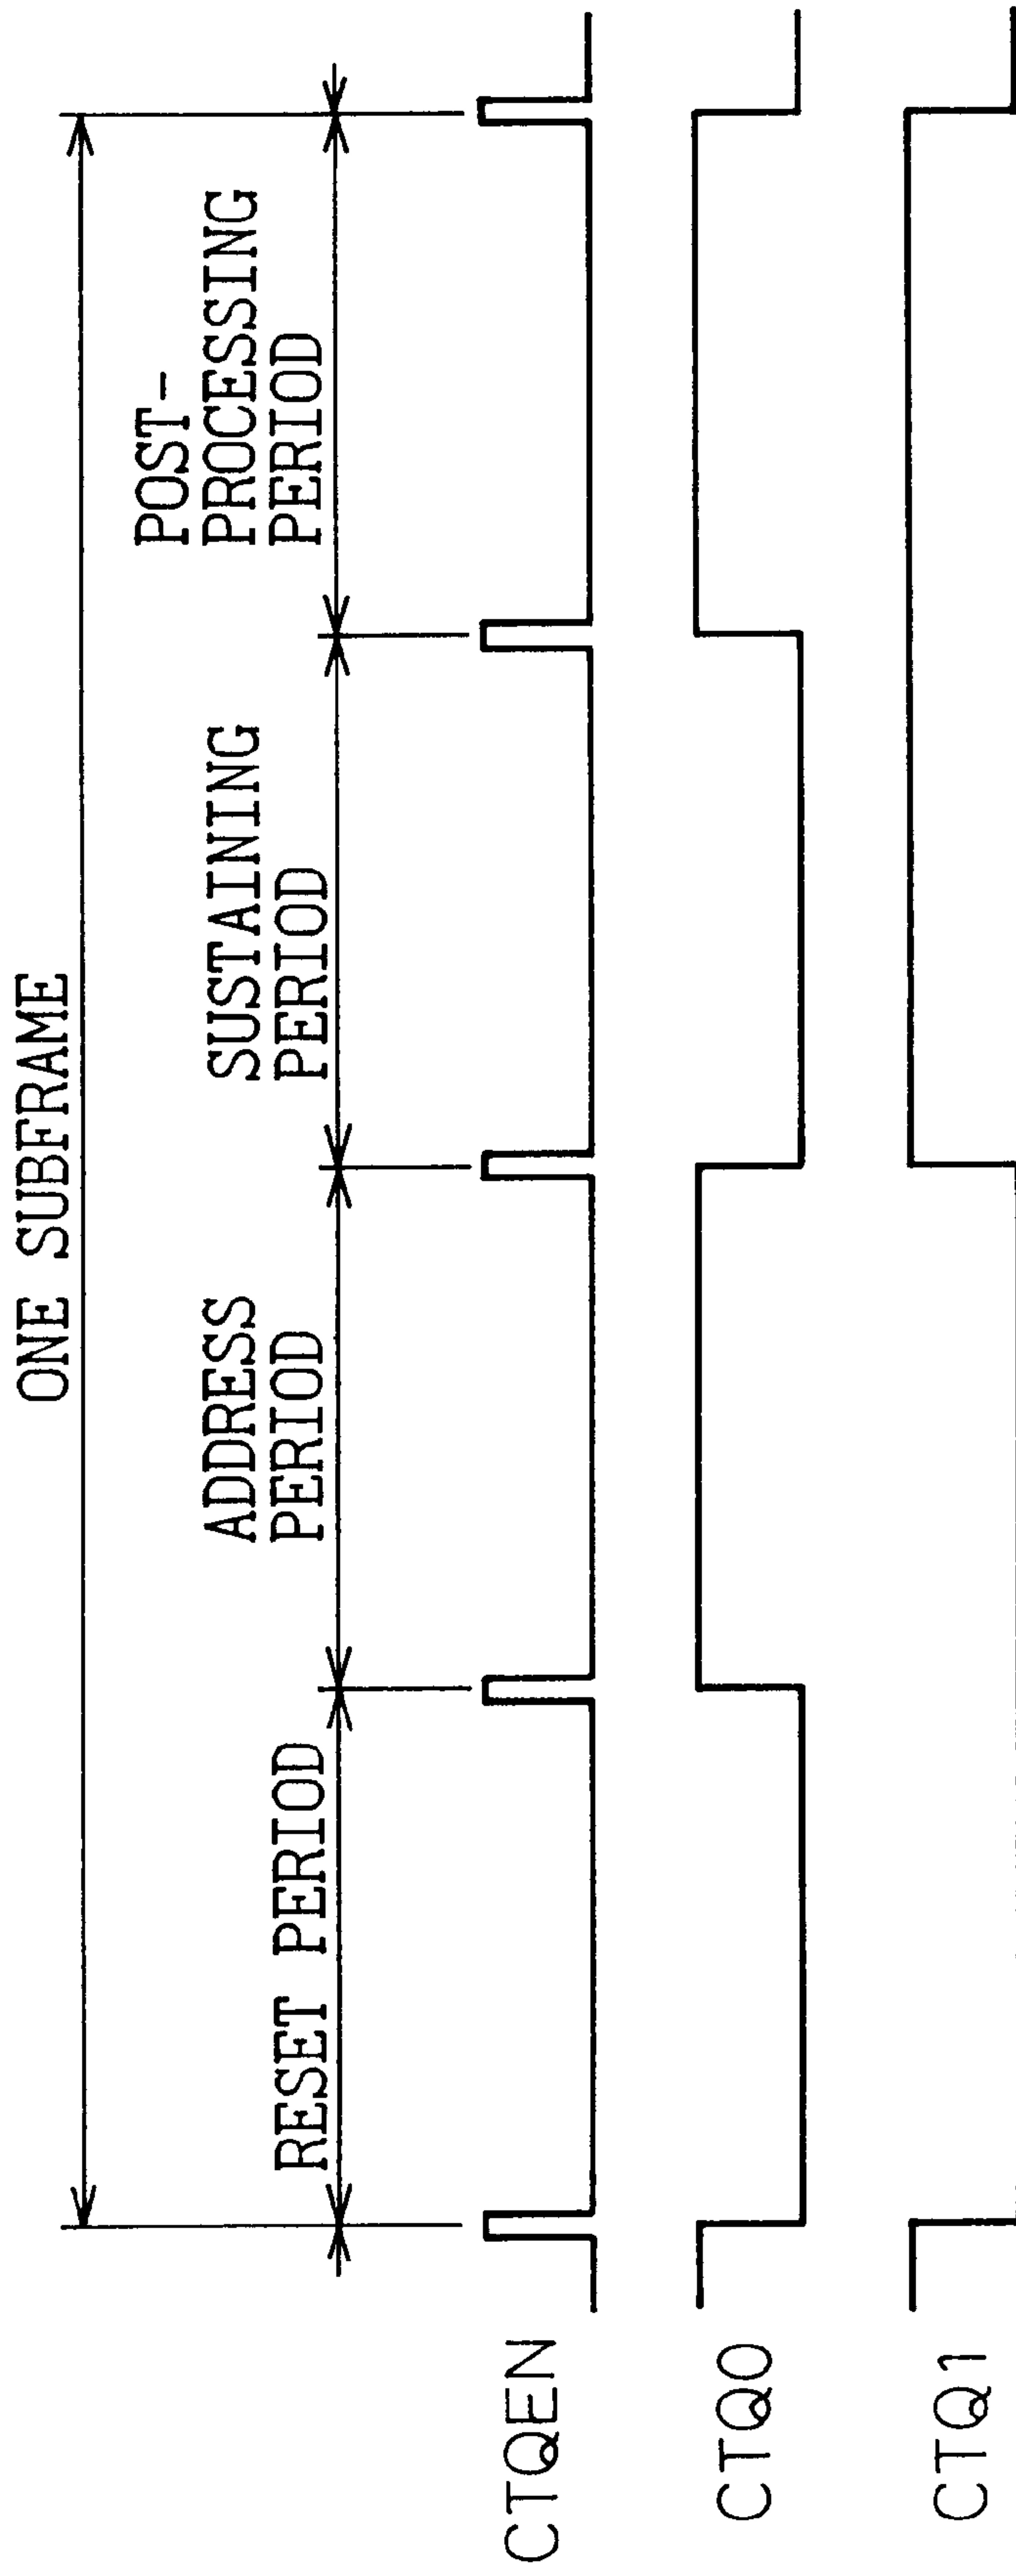 ONE SUBFRAME
RESET PERIOD
ADDRESS
PERIOD
SUSTAINING
PERIOD
POST-
PROCESSING
PERIOD
CTQEN
CTQ0
CTQ1